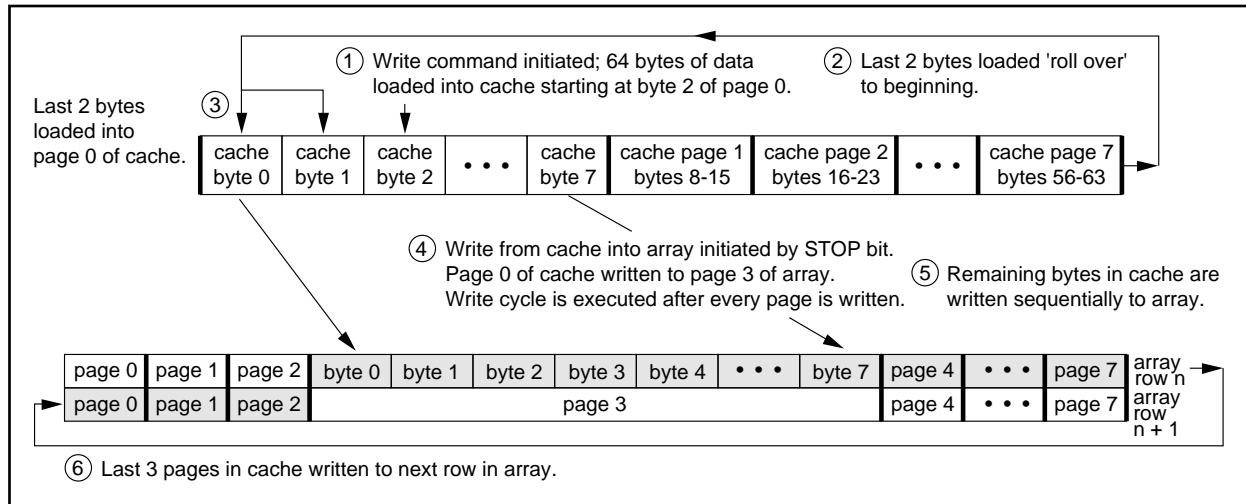 ① Write command initiated; 64 bytes of data
loaded into cache starting at byte 2 of page 0.
② Last 2 bytes loaded 'roll over'
to beginning.
③
Last 2 bytes
loaded into
page 0 of cache.
cache byte 0
cache byte 1
cache byte 2
• • •
cache byte 7
cache page 1 bytes 8-15
cache page 2 bytes 16-23
• • •
cache page 7 bytes 56-63
④ Write from cache into array initiated by STOP bit.
Page 0 of cache written to page 3 of array.
Write cycle is executed after every page is written.
⑤ Remaining bytes in cache are
written sequentially to array.
page 0 page 1 page 2 byte 0 byte 1 byte 2 byte 3 byte 4 • • • byte 7 page 4 • • • page 7 array row n
page 0 page 1 page 2 page 3 page 4 • • • page 7 array row n + 1
⑥ Last 3 pages in cache written to next row in array.